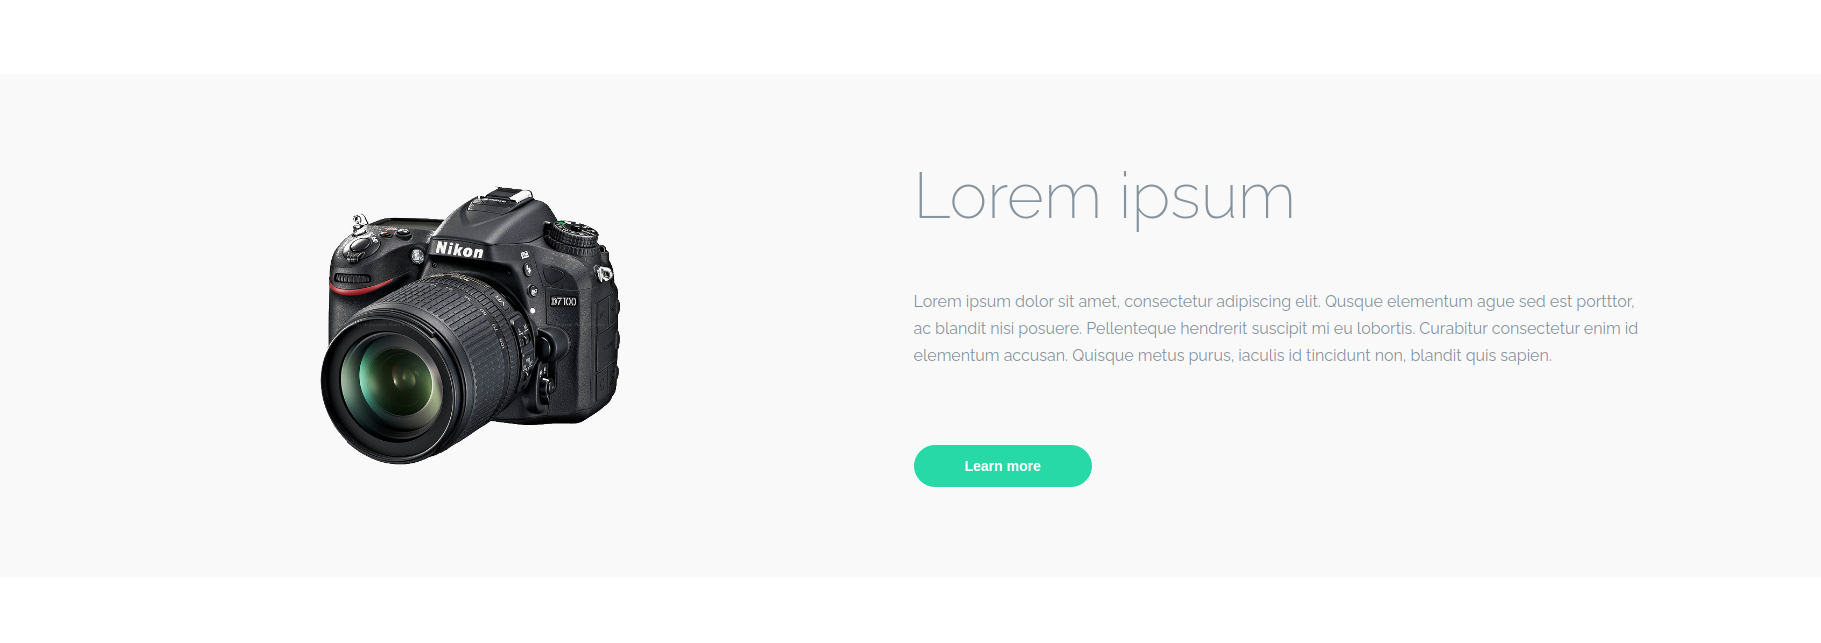 Nikon
D7100
Lorem ipsum
Lorem ipsum dolor sit amet, consectetur adipiscing elit. Qusque elementum ague sed est portttor,
ac blandit nisi posuere. Pellenteque hendrerit suscipit mi eu lobortis. Curabitur consectetur enim id
elementum accusan. Quisque metus purus, iaculis id tincidunt non, blandit quis sapien.
Learn more